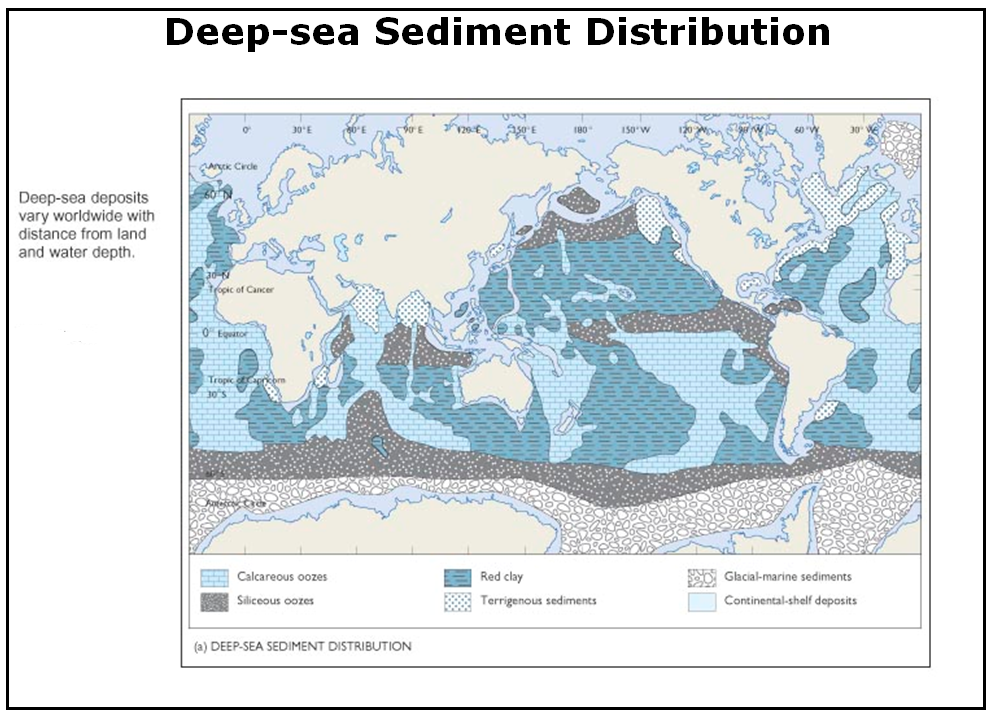 Deep-sea Sediment Distribution
Deep-sea deposits
vary worldwide with
distance from land
and water depth.
0° 30° E 60° E 90° E 120° E 150° E 180° 150° W 120° W 90° W 60° W 30° W
Arctic Circle
60° N
30° N
Tropic of Cancer
0° Equator
Tropic of Capricorn
30° S
Antarctic Circle
Calcareous oozes
Red clay
Glacial-marine sediments
Siliceous oozes
Terrigenous sediments
Continental-shelf deposits
(a) DEEP-SEA SEDIMENT DISTRIBUTION